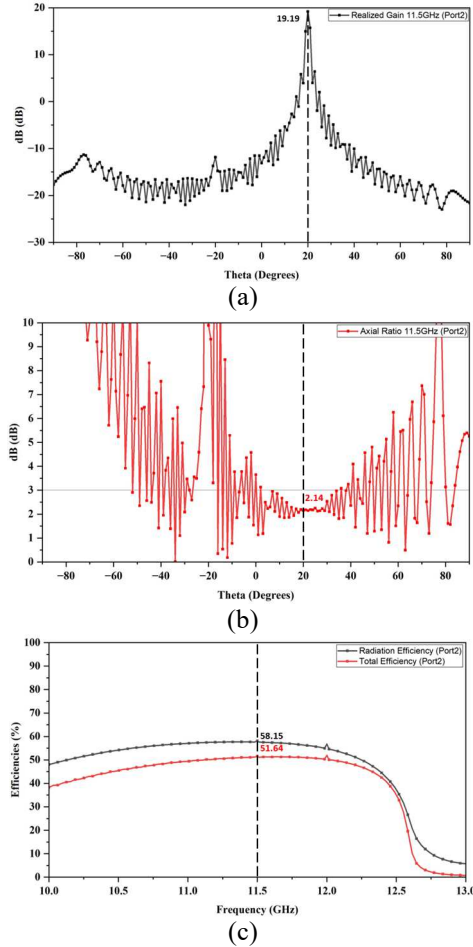 20
10
0
−10
−20
−30
dB (dB)
Realized Gain 11.5GHz (Port2)
19.19
−80 −60 −40 −20 0 20 40 60 80
Theta (Degrees)
(a)
10
9
8
7
6
5
4
3
2
1
0
dB (dB)
Axial Ratio 11.5GHz (Port2)
2.14
−80 −60 −40 −20 0 20 40 60 80
Theta (Degrees)
(b)
100
90
80
70
60
50
40
30
20
10
0
Efficiencies (%)
Radiation Efficiency (Port2)
Total Efficiency (Port2)
58.15
51.64
10.0 10.5 11.0 11.5 12.0 12.5 13.0
Frequency (GHz)
(c)